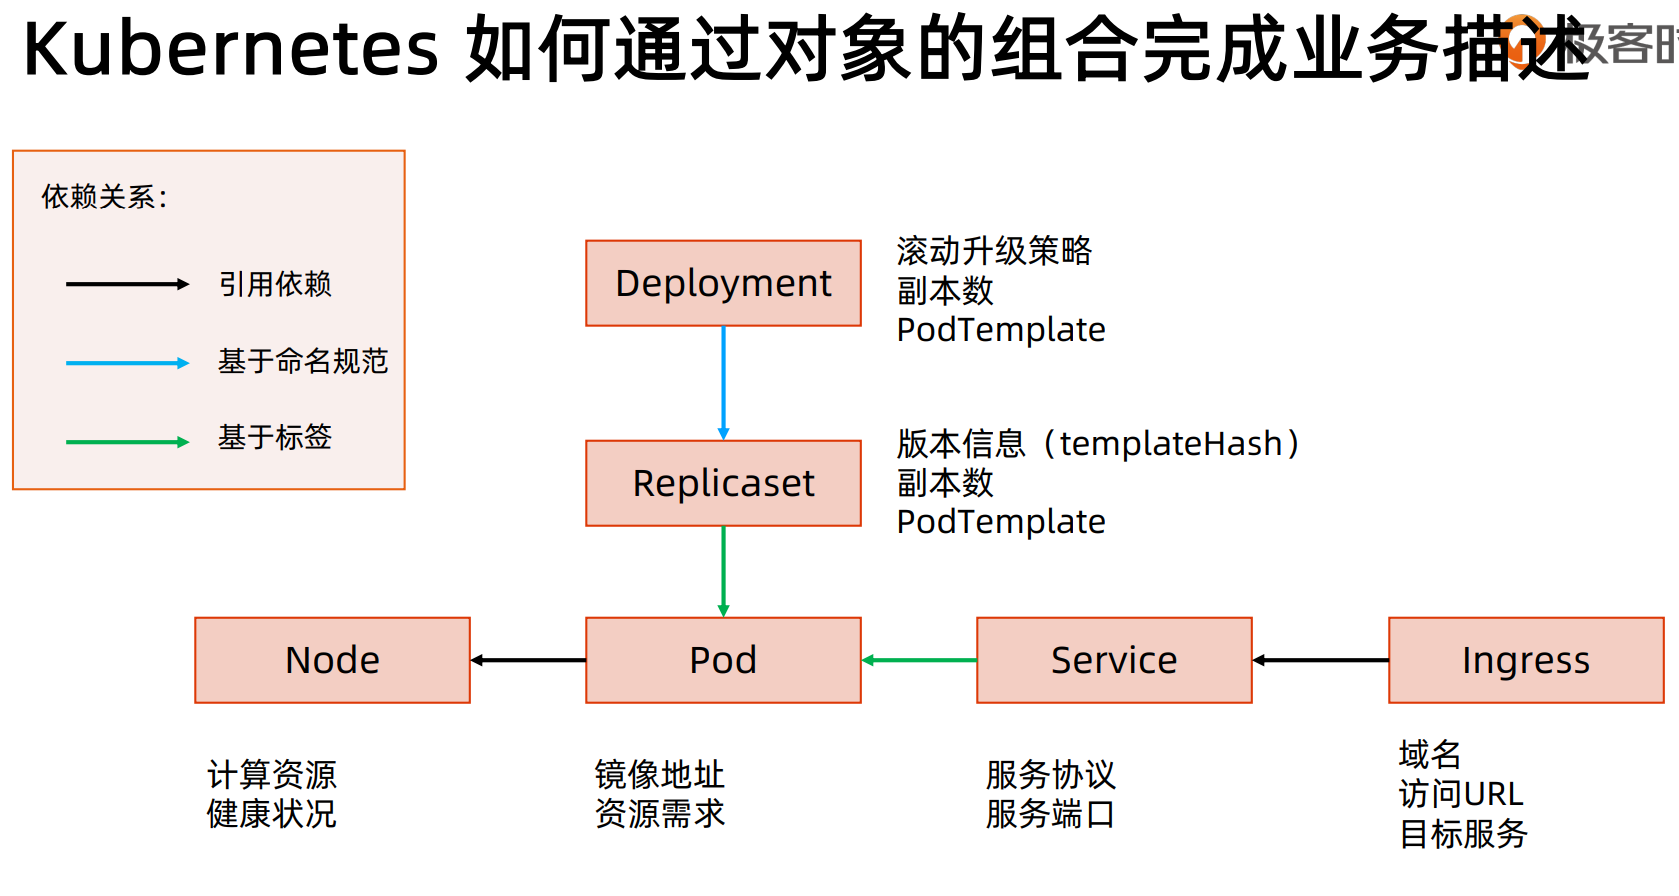 Kubernetes 如何通过对象的组合完成业务描述
极客时
依赖关系：
引用依赖
基于命名规范
基于标签
Deployment
滚动升级策略
副本数
PodTemplate
Replicaset
版本信息（templateHash）
副本数
PodTemplate
Node
Pod
Service
Ingress
计算资源
健康状况
镜像地址
资源需求
服务协议
服务端口
域名
访问URL
目标服务